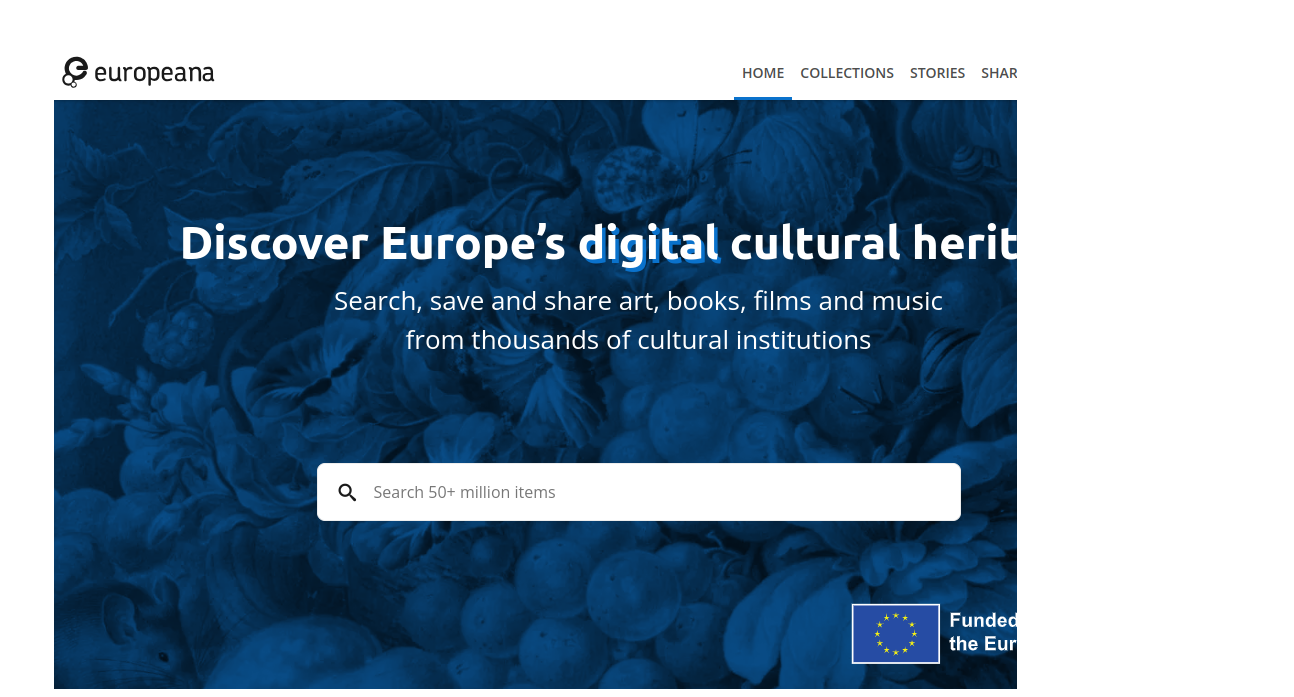 europeana
HOME COLLECTIONS STORIES SHAR
Discover Europe's digital cultural herit
Search, save and share art, books, films and music
from thousands of cultural institutions
Search 50+ million items
Funded
the Eur